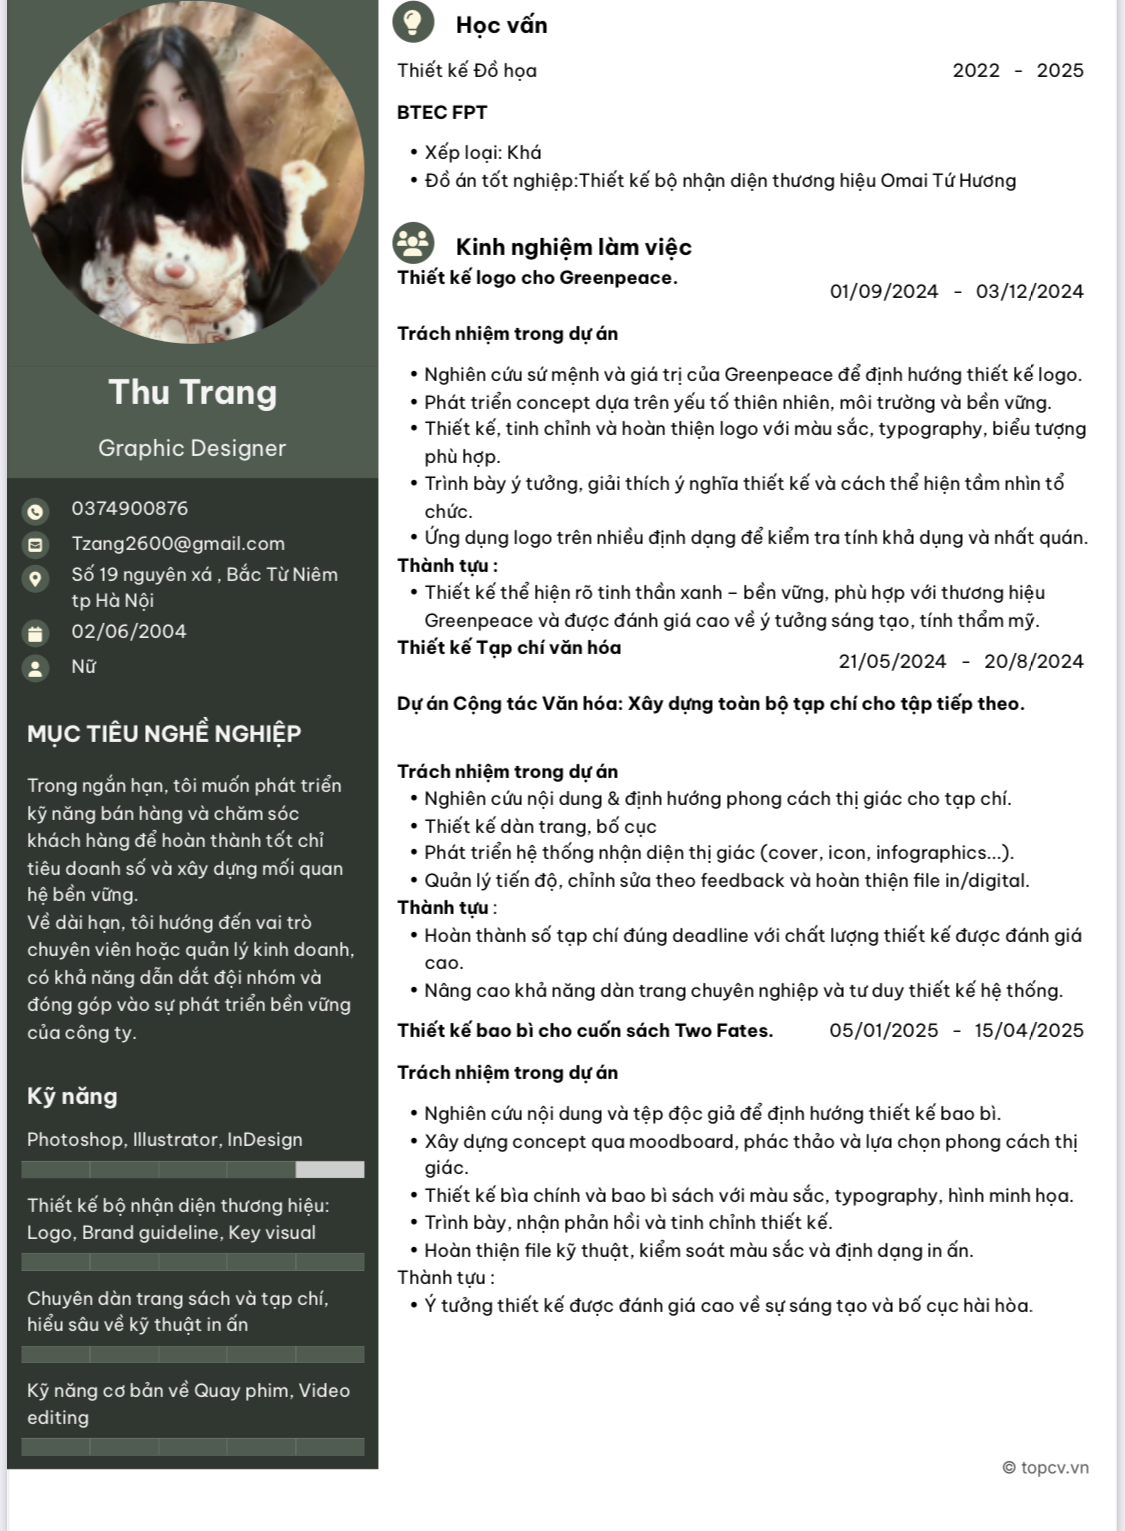 Thu Trang
Graphic Designer
0374900876
Tzang2600@gmail.com
Số 19 nguyên xá , Bắc Từ Niêm
tp Hà Nội
02/06/2004
Nữ
MỤC TIÊU NGHỀ NGHIỆP
Trong ngắn hạn, tôi muốn phát triển
kỹ năng bán hàng và chăm sóc
khách hàng để hoàn thành tốt chỉ
tiêu doanh số và xây dựng mối quan
hệ bền vững.
Về dài hạn, tôi hướng đến vai trò
chuyên viên hoặc quản lý kinh doanh,
có khả năng dẫn dắt đội nhóm và
đóng góp vào sự phát triển bền vững
của công ty.
Kỹ năng
Photoshop, Illustrator, InDesign
Thiết kế bộ nhận diện thương hiệu:
Logo, Brand guideline, Key visual
Chuyên dàn trang sách và tạp chí,
hiểu sâu về kỹ thuật in ấn
Kỹ năng cơ bản về Quay phim, Video
editing
Học vấn
Thiết kế Đồ họa 2022 - 2025
BTEC FPT
• Xếp loại: Khá
• Đồ án tốt nghiệp:Thiết kế bộ nhận diện thương hiệu Omai Tứ Hương
Kinh nghiệm làm việc
Thiết kế logo cho Greenpeace.
01/09/2024 - 03/12/2024
Trách nhiệm trong dự án
• Nghiên cứu sứ mệnh và giá trị của Greenpeace để định hướng thiết kế logo.
• Phát triển concept dựa trên yếu tố thiên nhiên, môi trường và bền vững.
• Thiết kế, tinh chỉnh và hoàn thiện logo với màu sắc, typography, biểu tượng
phù hợp.
• Trình bày ý tưởng, giải thích ý nghĩa thiết kế và cách thể hiện tầm nhìn tổ
chức.
• Ứng dụng logo trên nhiều định dạng để kiểm tra tính khả dụng và nhất quán.
Thành tựu :
• Thiết kế thể hiện rõ tinh thần xanh – bền vững, phù hợp với thương hiệu
Greenpeace và được đánh giá cao về ý tưởng sáng tạo, tính thẩm mỹ.
Thiết kế Tạp chí văn hóa
21/05/2024 - 20/8/2024
Dự án Cộng tác Văn hóa: Xây dựng toàn bộ tạp chí cho tập tiếp theo.
Trách nhiệm trong dự án
• Nghiên cứu nội dung & định hướng phong cách thị giác cho tạp chí.
• Thiết kế dàn trang, bố cục
• Phát triển hệ thống nhận diện thị giác (cover, icon, infographics...).
• Quản lý tiến độ, chỉnh sửa theo feedback và hoàn thiện file in/digital.
Thành tựu :
• Hoàn thành số tạp chí đúng deadline với chất lượng thiết kế được đánh giá
cao.
• Nâng cao khả năng dàn trang chuyên nghiệp và tư duy thiết kế hệ thống.
Thiết kế bao bì cho cuốn sách Two Fates. 05/01/2025 - 15/04/2025
Trách nhiệm trong dự án
• Nghiên cứu nội dung và tệp độc giả để định hướng thiết kế bao bì.
• Xây dựng concept qua moodboard, phác thảo và lựa chọn phong cách thị
giác.
• Thiết kế bìa chính và bao bì sách với màu sắc, typography, hình minh họa.
• Trình bày, nhận phản hồi và tinh chỉnh thiết kế.
• Hoàn thiện file kỹ thuật, kiểm soát màu sắc và định dạng in ấn.
Thành tựu :
• Ý tưởng thiết kế được đánh giá cao về sự sáng tạo và bố cục hài hòa.
© topcv.vn